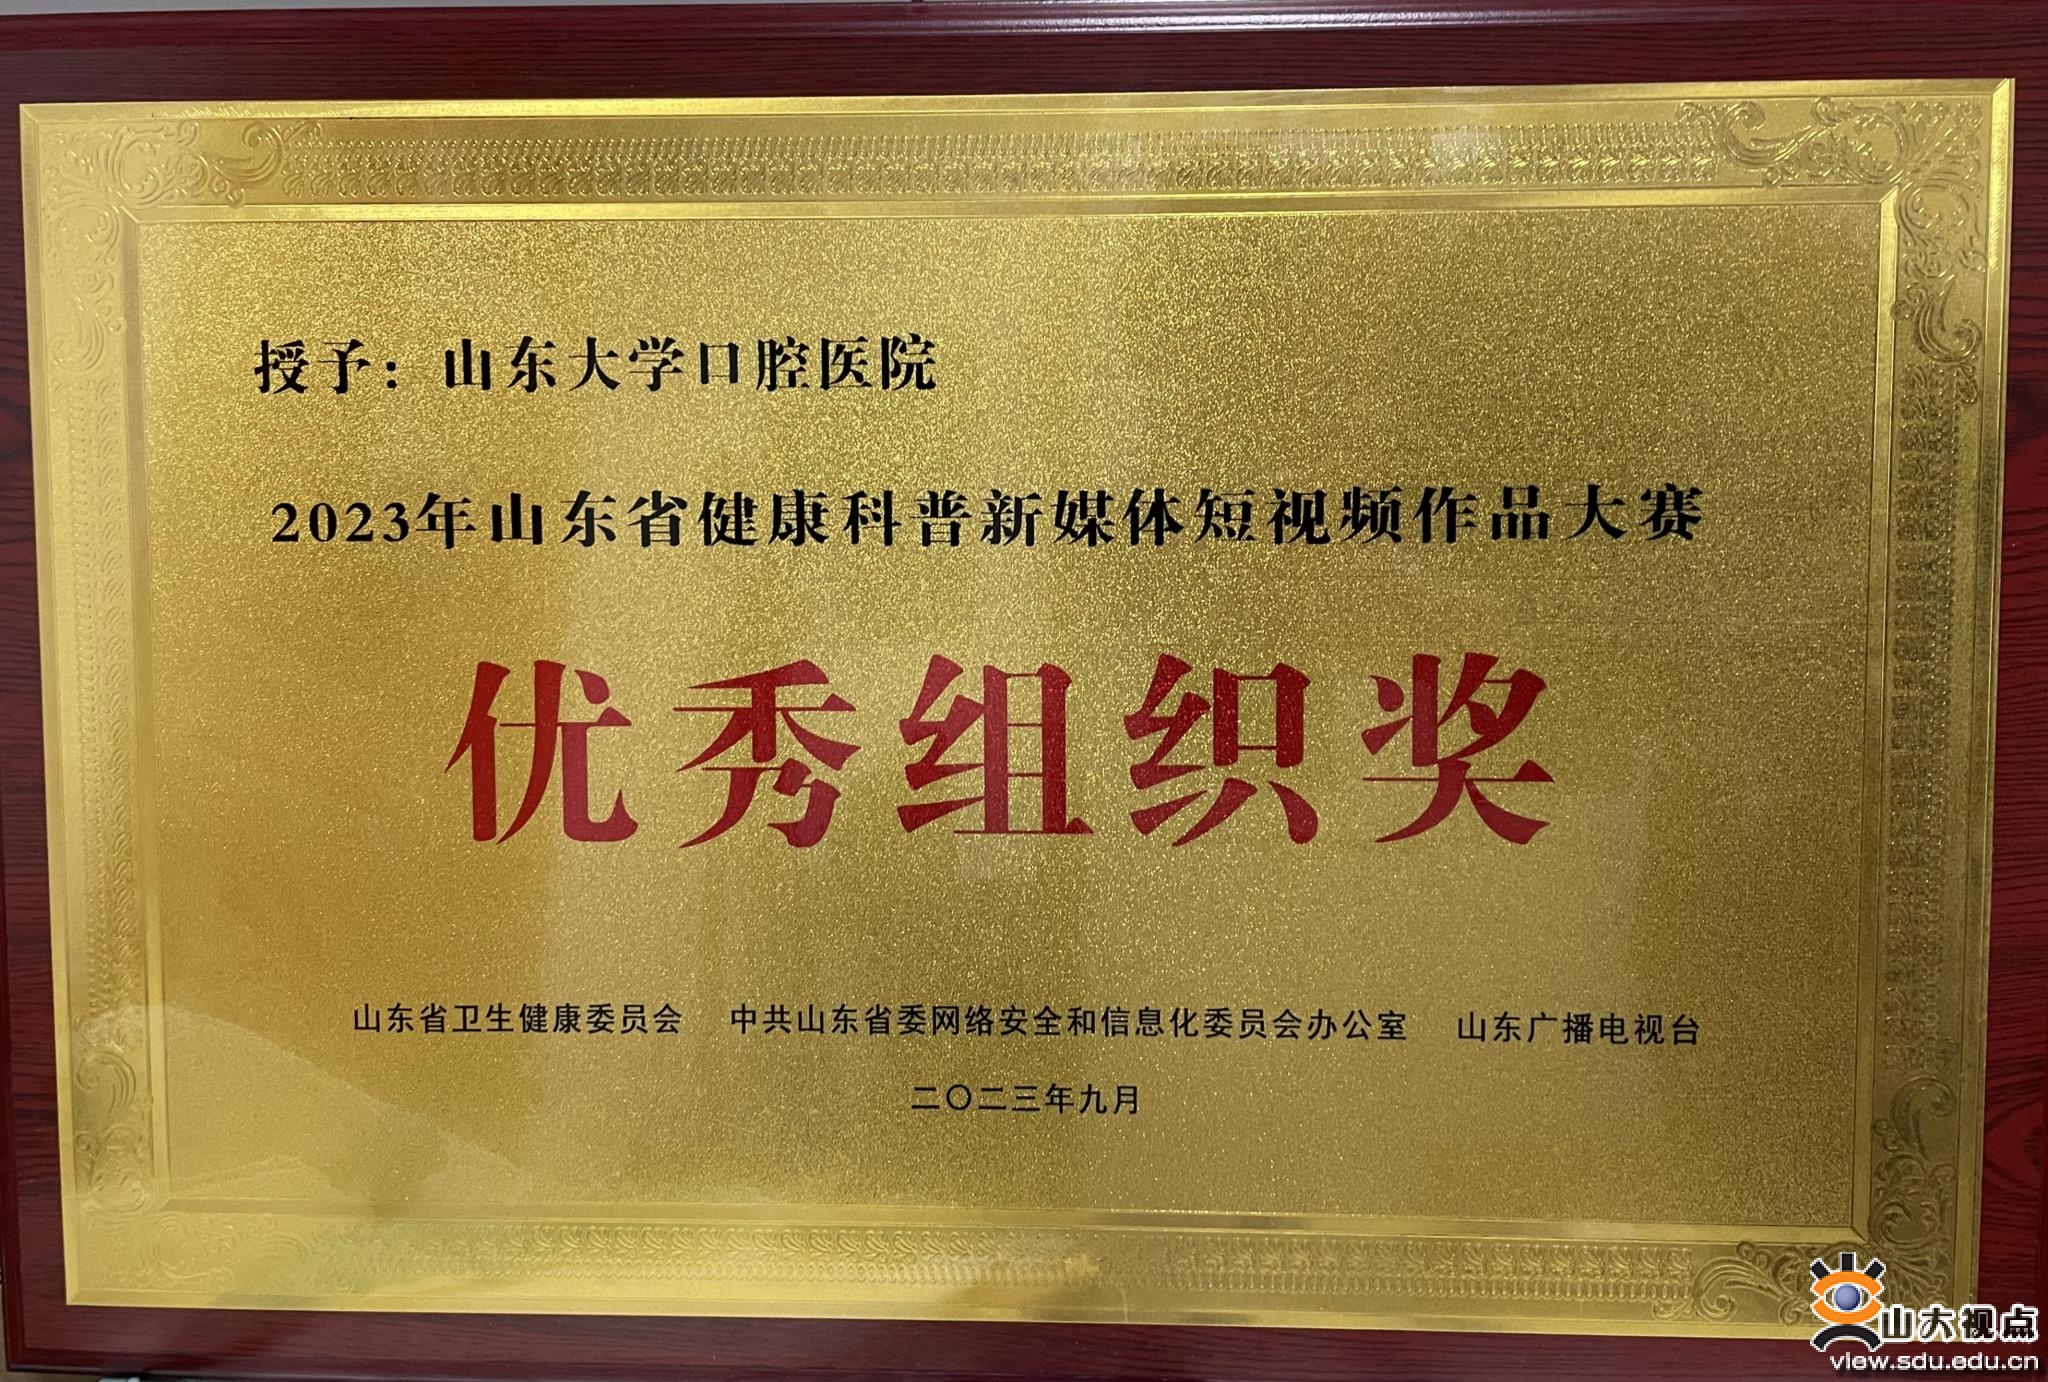 授予：山东大学口腔医院
2023年山东省健康科普新媒体短视频作品大赛
优秀组织奖
山东省卫生健康委员会 中共山东省委网络安全和信息化委员会办公室 山东广播电视台
二〇二三年九月
山大视点
view.sdu.edu.cn